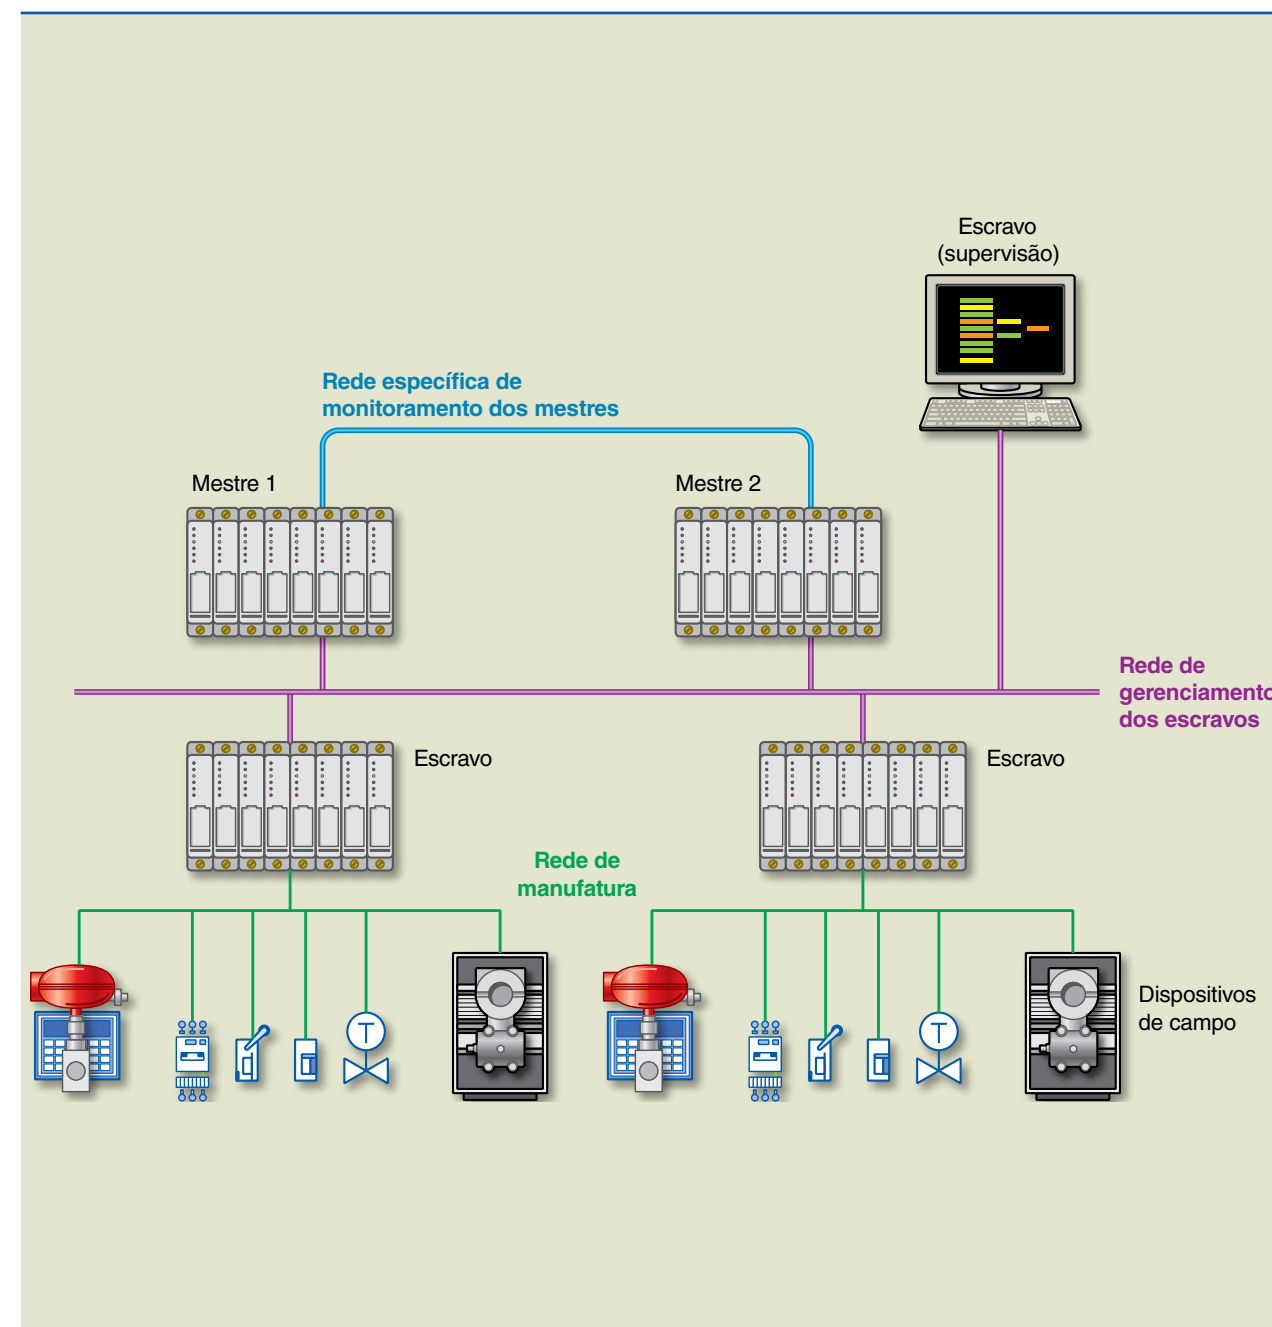 Escravo
(supervisão)
Rede específica de
monitoramento dos mestres
Mestre 1
Mestre 2
Rede de
gerenciamento
dos escravos
Escravo
Escravo
Rede de
manufatura
T
T
Dispositivos
de campo